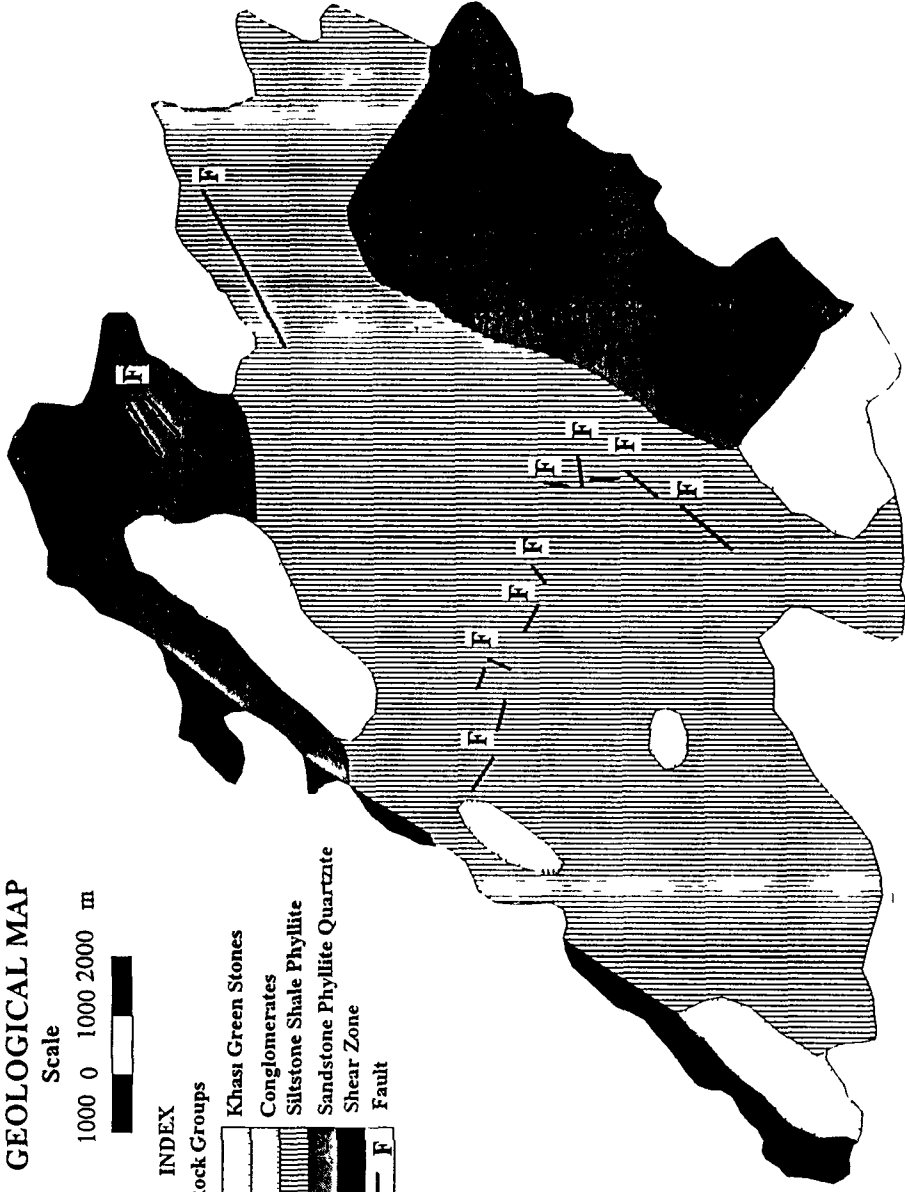 GEOLOGICAL MAP
Scale
1000 0 1000 2000 m
INDEX
ock Groups
Khasi Green Stones
Conglomerates
Siltstone Shale Phyllite
Sandstone Phyllite Quartzite
Shear Zone
F Fault
F
F
F
F
F
F
F
F
F
F